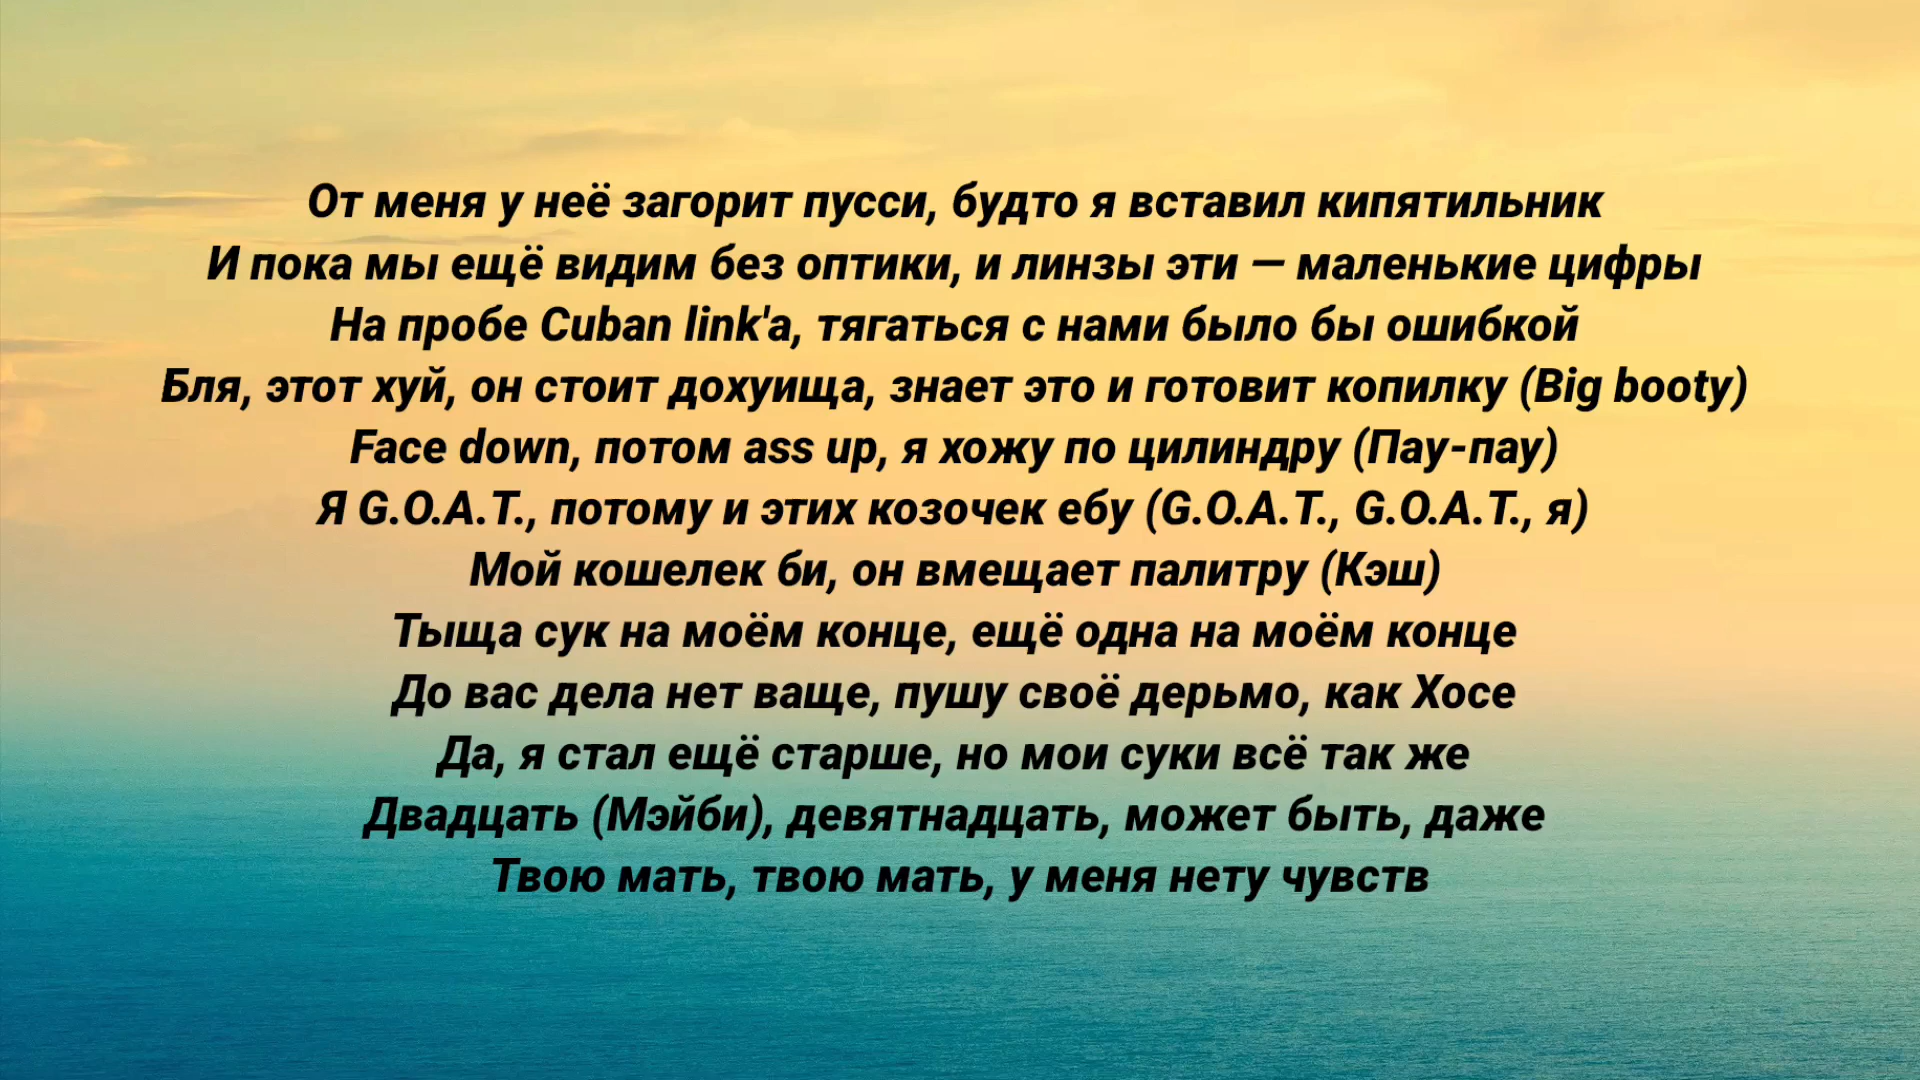 От меня у неё загорит пусси, будто я вставил кипятильник
И пока мы ещё видим без оптики, и линзы эти — маленькие цифры
На пробе Cuban link'a, тягаться с нами было бы ошибкой
Бля, этот хуй, он стоит дохуища, знает это и готовит копилку (Big booty)
Face down, потом ass up, я хожу по цилиндру (Пау-пау)
Я G.O.A.T., потому и этих козочек ебу (G.O.A.T., G.O.A.T., я)
Мой кошелек би, он вмещает палитру (Кэш)
Тыща сук на моём конце, ещё одна на моём конце
До вас дела нет ваще, пушу своё дерьмо, как Хосе
Да, я стал ещё старше, но мои суки всё так же
Двадцать (Мэйби), девятнадцать, может быть, даже
Твою мать, твою мать, у меня нету чувств